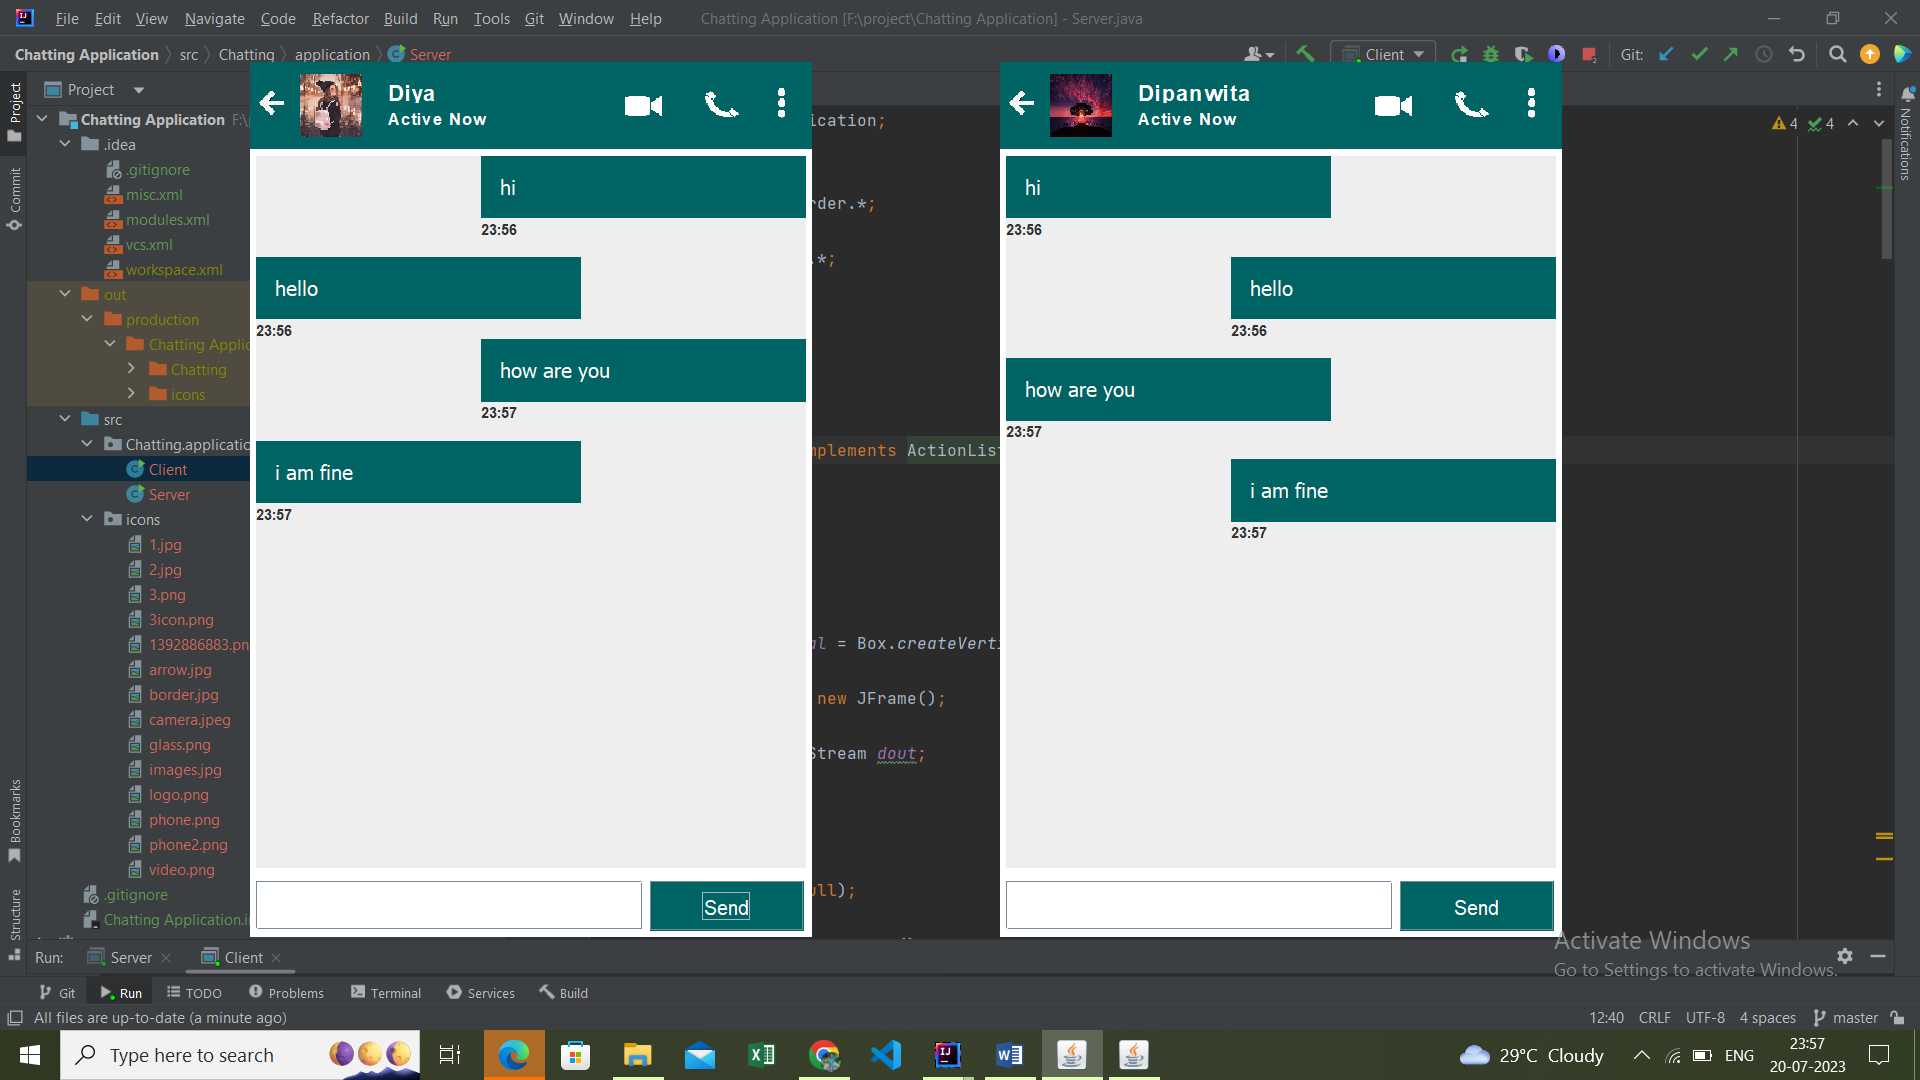 File Edit View Navigate Code Refactor Build Run Tools Git Window Help Chatting Application [F:\project\Chatting Application] - Server.java
Chatting Application src Chatting application Server Client Git:
Project
Chatting Application F:\
.idea
.gitignore
misc.xml
modules.xml
vcs.xml
workspace.xml
out
production
Chatting Applic
Chatting
icons
src
Chatting.applicatio
Client
Server
icons
1.jpg
2.jpg
3.png
3icon.png
1392886883.pn
arrow.jpg
border.jpg
camera.jpeg
glass.png
images.jpg
logo.png
phone.png
phone2.png
video.png
.gitignore
Chatting Application.i
Project
Commit
Bookmarks
Structure
Diya
Active Now
hi
23:56
hello
23:56
how are you
23:57
i am fine
23:57
Send
ication;
rder.*;
.*;
mplements ActionLis
al = Box.createVerti
new JFrame();
Stream dout;
ull);
Dipanwita
Active Now
hi
23:56
hello
23:56
how are you
23:57
i am fine
23:57
Send
4 4
Notifications
Activate Windows
Go to Settings to activate Windows.
Run: Server Client
Git Run TODO Problems Terminal Services Build
All files are up-to-date (a minute ago) 12:40 CRLF UTF-8 4 spaces master
Type here to search 29°C Cloudy ENG 23:57
20-07-2023